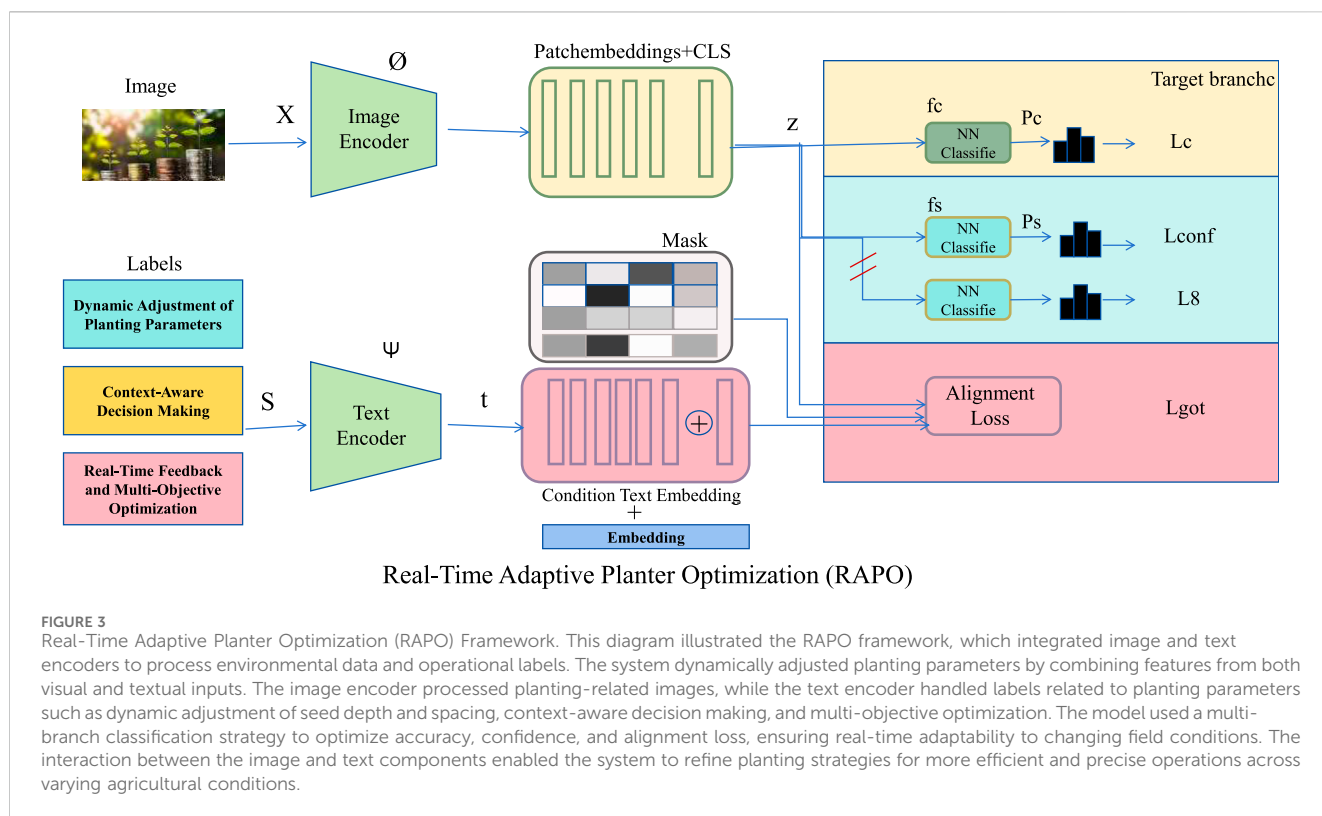 Image
X
Ø
Image
Encoder
Patchembeddings+CLS
z
Target branchc
fc
NN
Classifie
Pc
Lc
fs
NN
Classifie
Ps
Lconf
NN
Classifie
L8
Mask
Labels
Dynamic Adjustment of
Planting Parameters
Context-Aware
Decision Making
Real-Time Feedback
and Multi-Objective
Optimization
S
Ψ
Text
Encoder
t
+
Condition Text Embedding
+
Embedding
Alignment
Loss
Lgot
Real-Time Adaptive Planter Optimization (RAPO)
FIGURE 3
Real-Time Adaptive Planter Optimization (RAPO) Framework. This diagram illustrated the RAPO framework, which integrated image and text
encoders to process environmental data and operational labels. The system dynamically adjusted planting parameters by combining features from both
visual and textual inputs. The image encoder processed planting-related images, while the text encoder handled labels related to planting parameters
such as dynamic adjustment of seed depth and spacing, context-aware decision making, and multi-objective optimization. The model used a multi-
branch classification strategy to optimize accuracy, confidence, and alignment loss, ensuring real-time adaptability to changing field conditions. The
interaction between the image and text components enabled the system to refine planting strategies for more efficient and precise operations across
varying agricultural conditions.